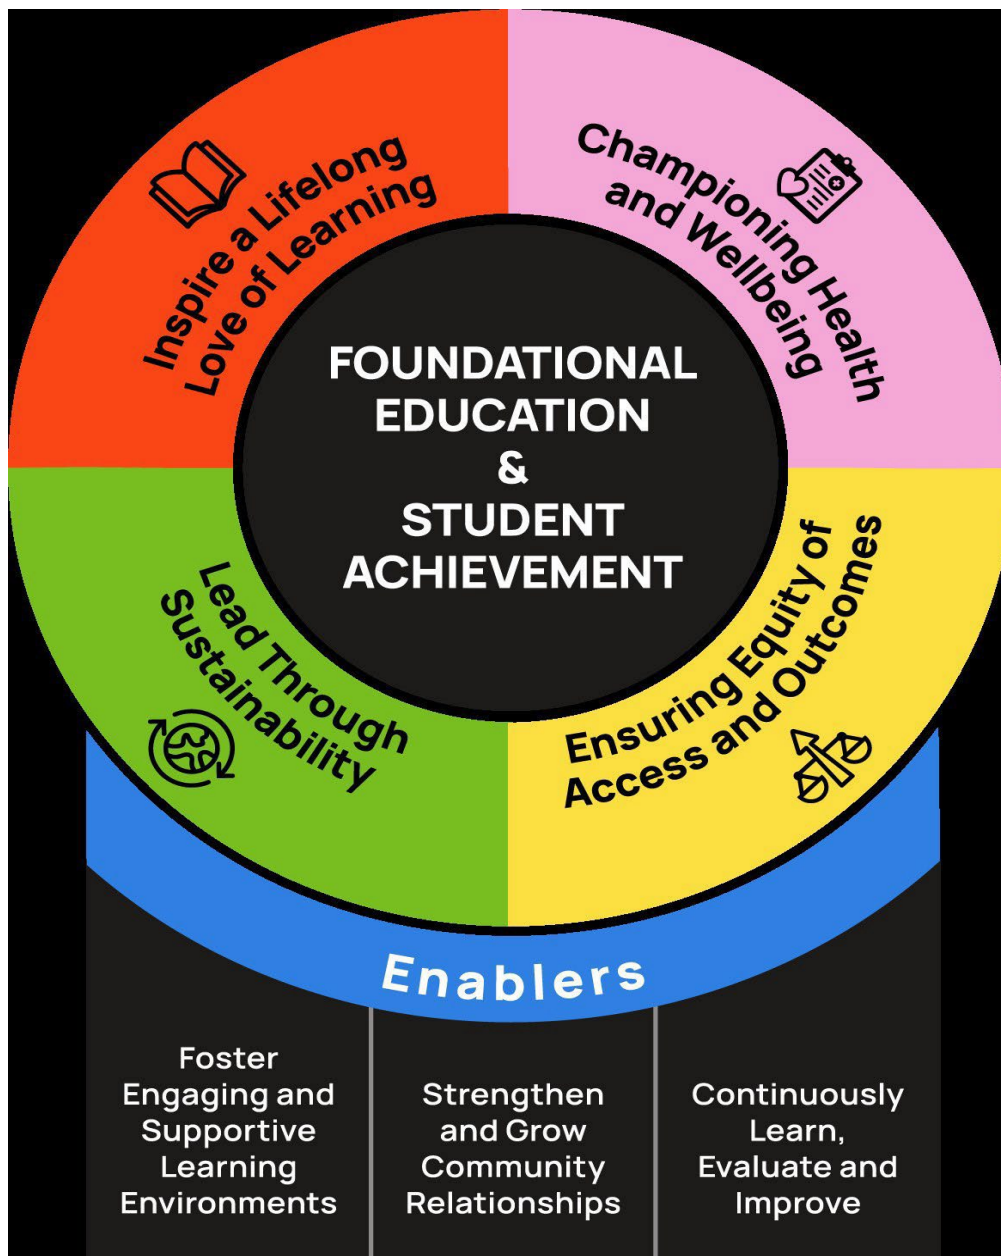 Inspire a Lifelong
Love of Learning
Championing Health
and Wellbeing
FOUNDATIONAL
EDUCATION
&
STUDENT
ACHIEVEMENT
Lead Through
Sustainability
Ensuring Equity of
Access and Outcomes
Enablers
Foster
Engaging and
Supportive
Learning
Environments
Strengthen
and Grow
Community
Relationships
Continuously
Learn,
Evaluate and
Improve